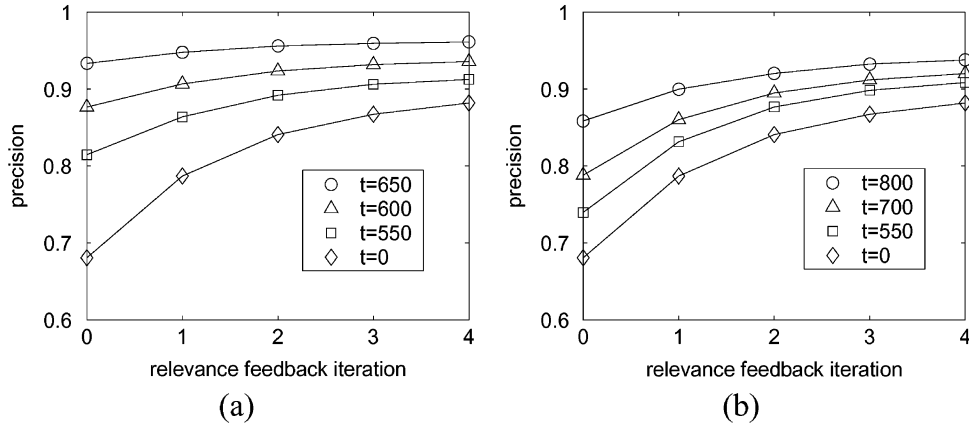 1
0.9
0.8
0.7
0.6
precision
t=650
t=600
t=550
t=0
0 1 2 3 4
relevance feedback iteration
(a)
1
0.9
0.8
0.7
0.6
precision
t=800
t=700
t=550
t=0
0 1 2 3 4
relevance feedback iteration
(b)